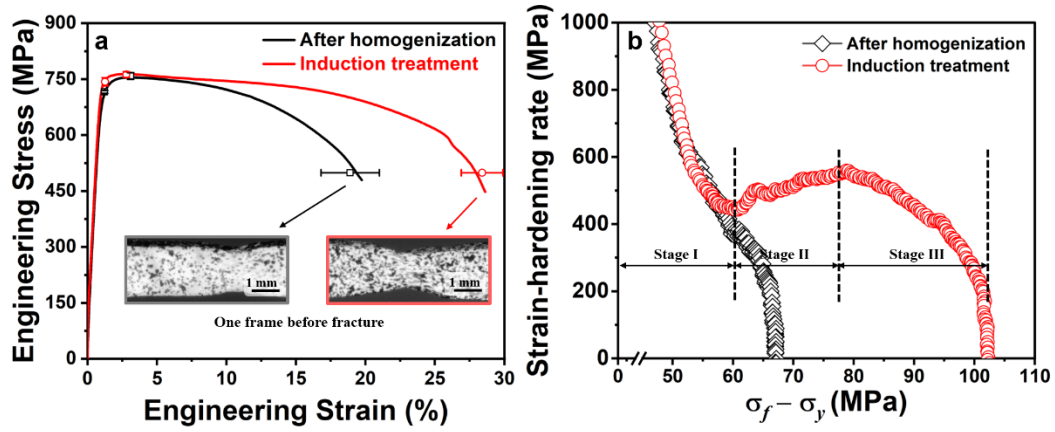 a
After homogenization
Induction treatment
Engineering Stress (MPa)
900
750
600
450
300
150
0
1 mm
1 mm
One frame before fracture
0 5 10 15 20 25 30
Engineering Strain (%)
b
After homogenization
Induction treatment
Strain-hardening rate (MPa)
1000
800
600
400
200
0
Stage I
Stage II
Stage III
0 50 60 70 80 90 100 110
σf – σy (MPa)